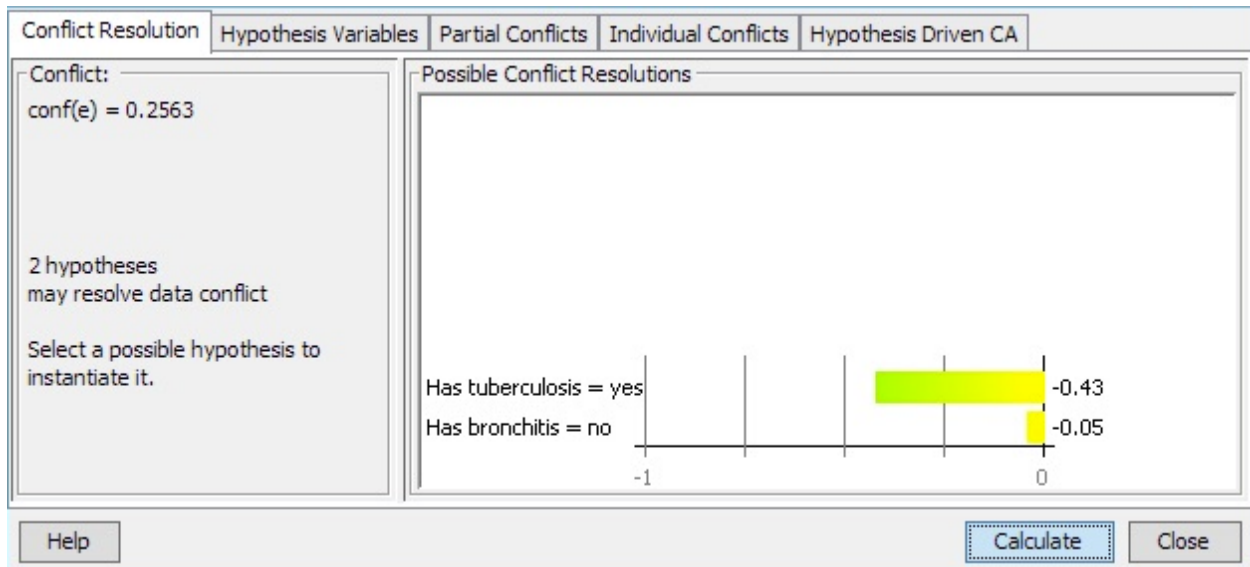 Conflict Resolution
Hypothesis Variables
Partial Conflicts
Individual Conflicts
Hypothesis Driven CA
Conflict:
conf(e) = 0.2563
2 hypotheses
may resolve data conflict
Select a possible hypothesis to
instantiate it.
Possible Conflict Resolutions
Has tuberculosis = yes
-0.43
Has bronchitis = no
-0.05
-1
0
Help
Calculate
Close